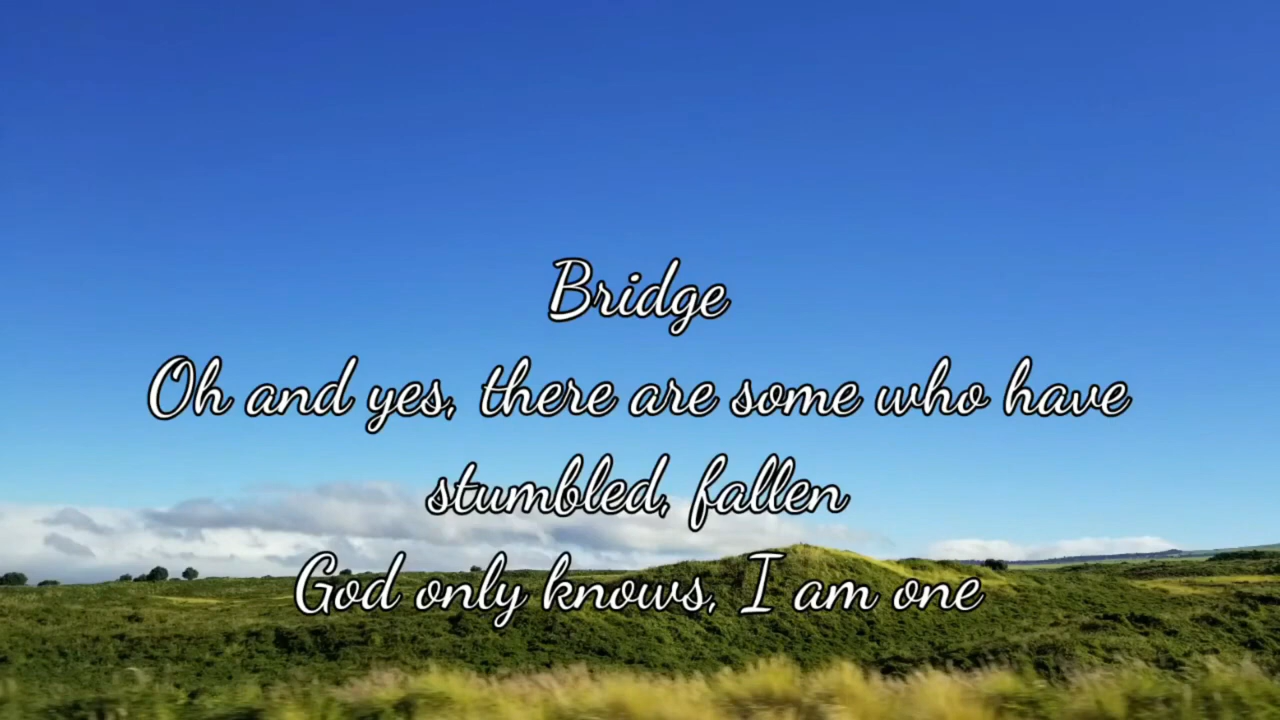 Bridge
Oh and yes, there are some who have
stumbled, fallen
God only knows, I am one